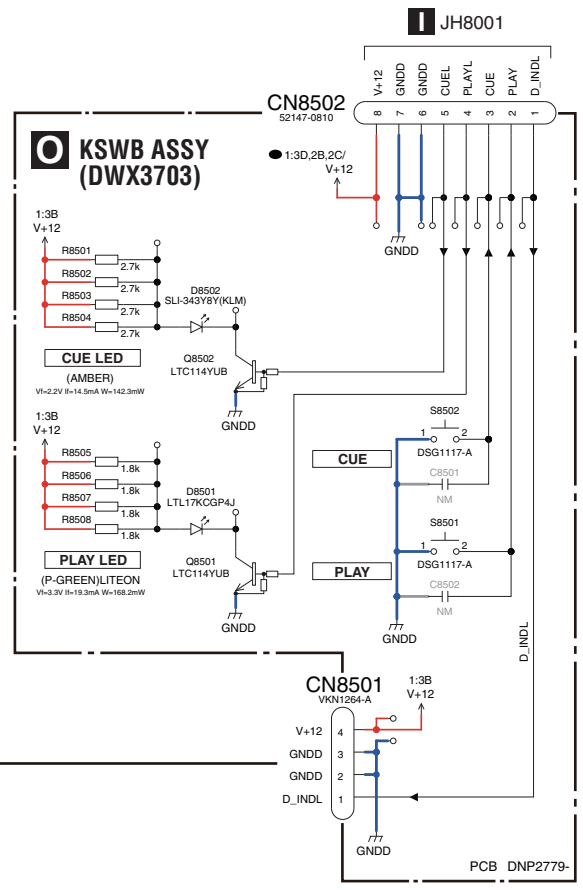 I JH8001
V+12
GNDD
GNDD
CUEL
PLAYL
CUE
PLAY
D_INDL
CN8502
52147-0810
8 7 6 5 4 3 2 1
O KSWB ASSY
(DWX3703)
● 1:3D,2B,2C/
V+12
GNDD
1:3B
V+12
R8501
2.7k
R8502
2.7k
R8503
2.7k
R8504
2.7k
D8502
SLI-343Y8Y(KLM)
CUE LED
(AMBER)
Vf=2.2V If=14.5mA W=142.3mW
Q8502
LTC114YUB
GNDD
1:3B
V+12
R8505
1.8k
R8506
1.8k
R8507
1.8k
R8508
1.8k
D8501
LTL17KCGP4J
PLAY LED
(P-GREEN)LITEON
Vf=3.3V If=19.3mA W=168.2mW
Q8501
LTC114YUB
GNDD
S8502
1 2
DSG1117-A
CUE
C8501
NM
S8501
1 2
DSG1117-A
PLAY
C8502
NM
GNDD
D_INDL
CN8501
VKN1264-A
1:3B
V+12
V+12 4
GNDD 3
GNDD 2
D_INDL 1
GNDD
PCB DNP2779-